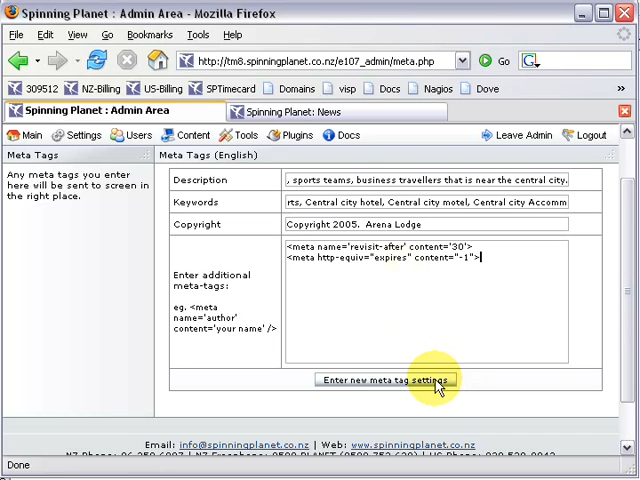 Spinning Planet : Admin Area - Mozilla Firefox
File Edit View Go Bookmarks Tools Help
http://tm8.spinningplanet.co.nz/e107_admin/meta.php Go
309512 NZ-Billing US-Billing SPTimecard Domains visp Docs Nagios Dove
Spinning Planet : Admin Area Spinning Planet: News
Main Settings Users Content Tools Plugins Docs Leave Admin Logout
Meta Tags Meta Tags (English)
Any meta tags you enter here will be sent to screen in the right place.
Description , sports teams, business travellers that is near the central city.
Keywords rts, Central city hotel, Central city motel, Central city Accomm
Copyright Copyright 2005. Arena Lodge
<meta name='revisit-after' content='30'>
<meta http-equiv="expires" content="-1">
Enter additional
meta-tags:
eg. <meta
name='author'
content='your name' />
Enter new meta tag settings
Email: info@spinningplanet.co.nz | Web: www.spinningplanet.co.nz
Done